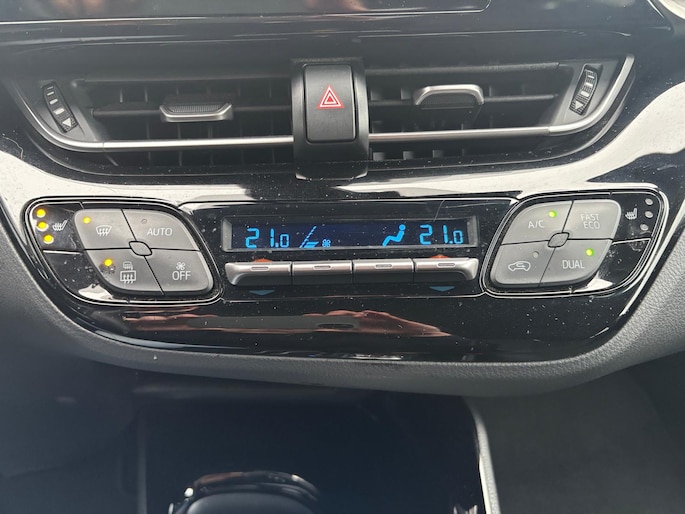 AUTO
OFF
21.0
21.0
A/C
FAST
ECO
DUAL